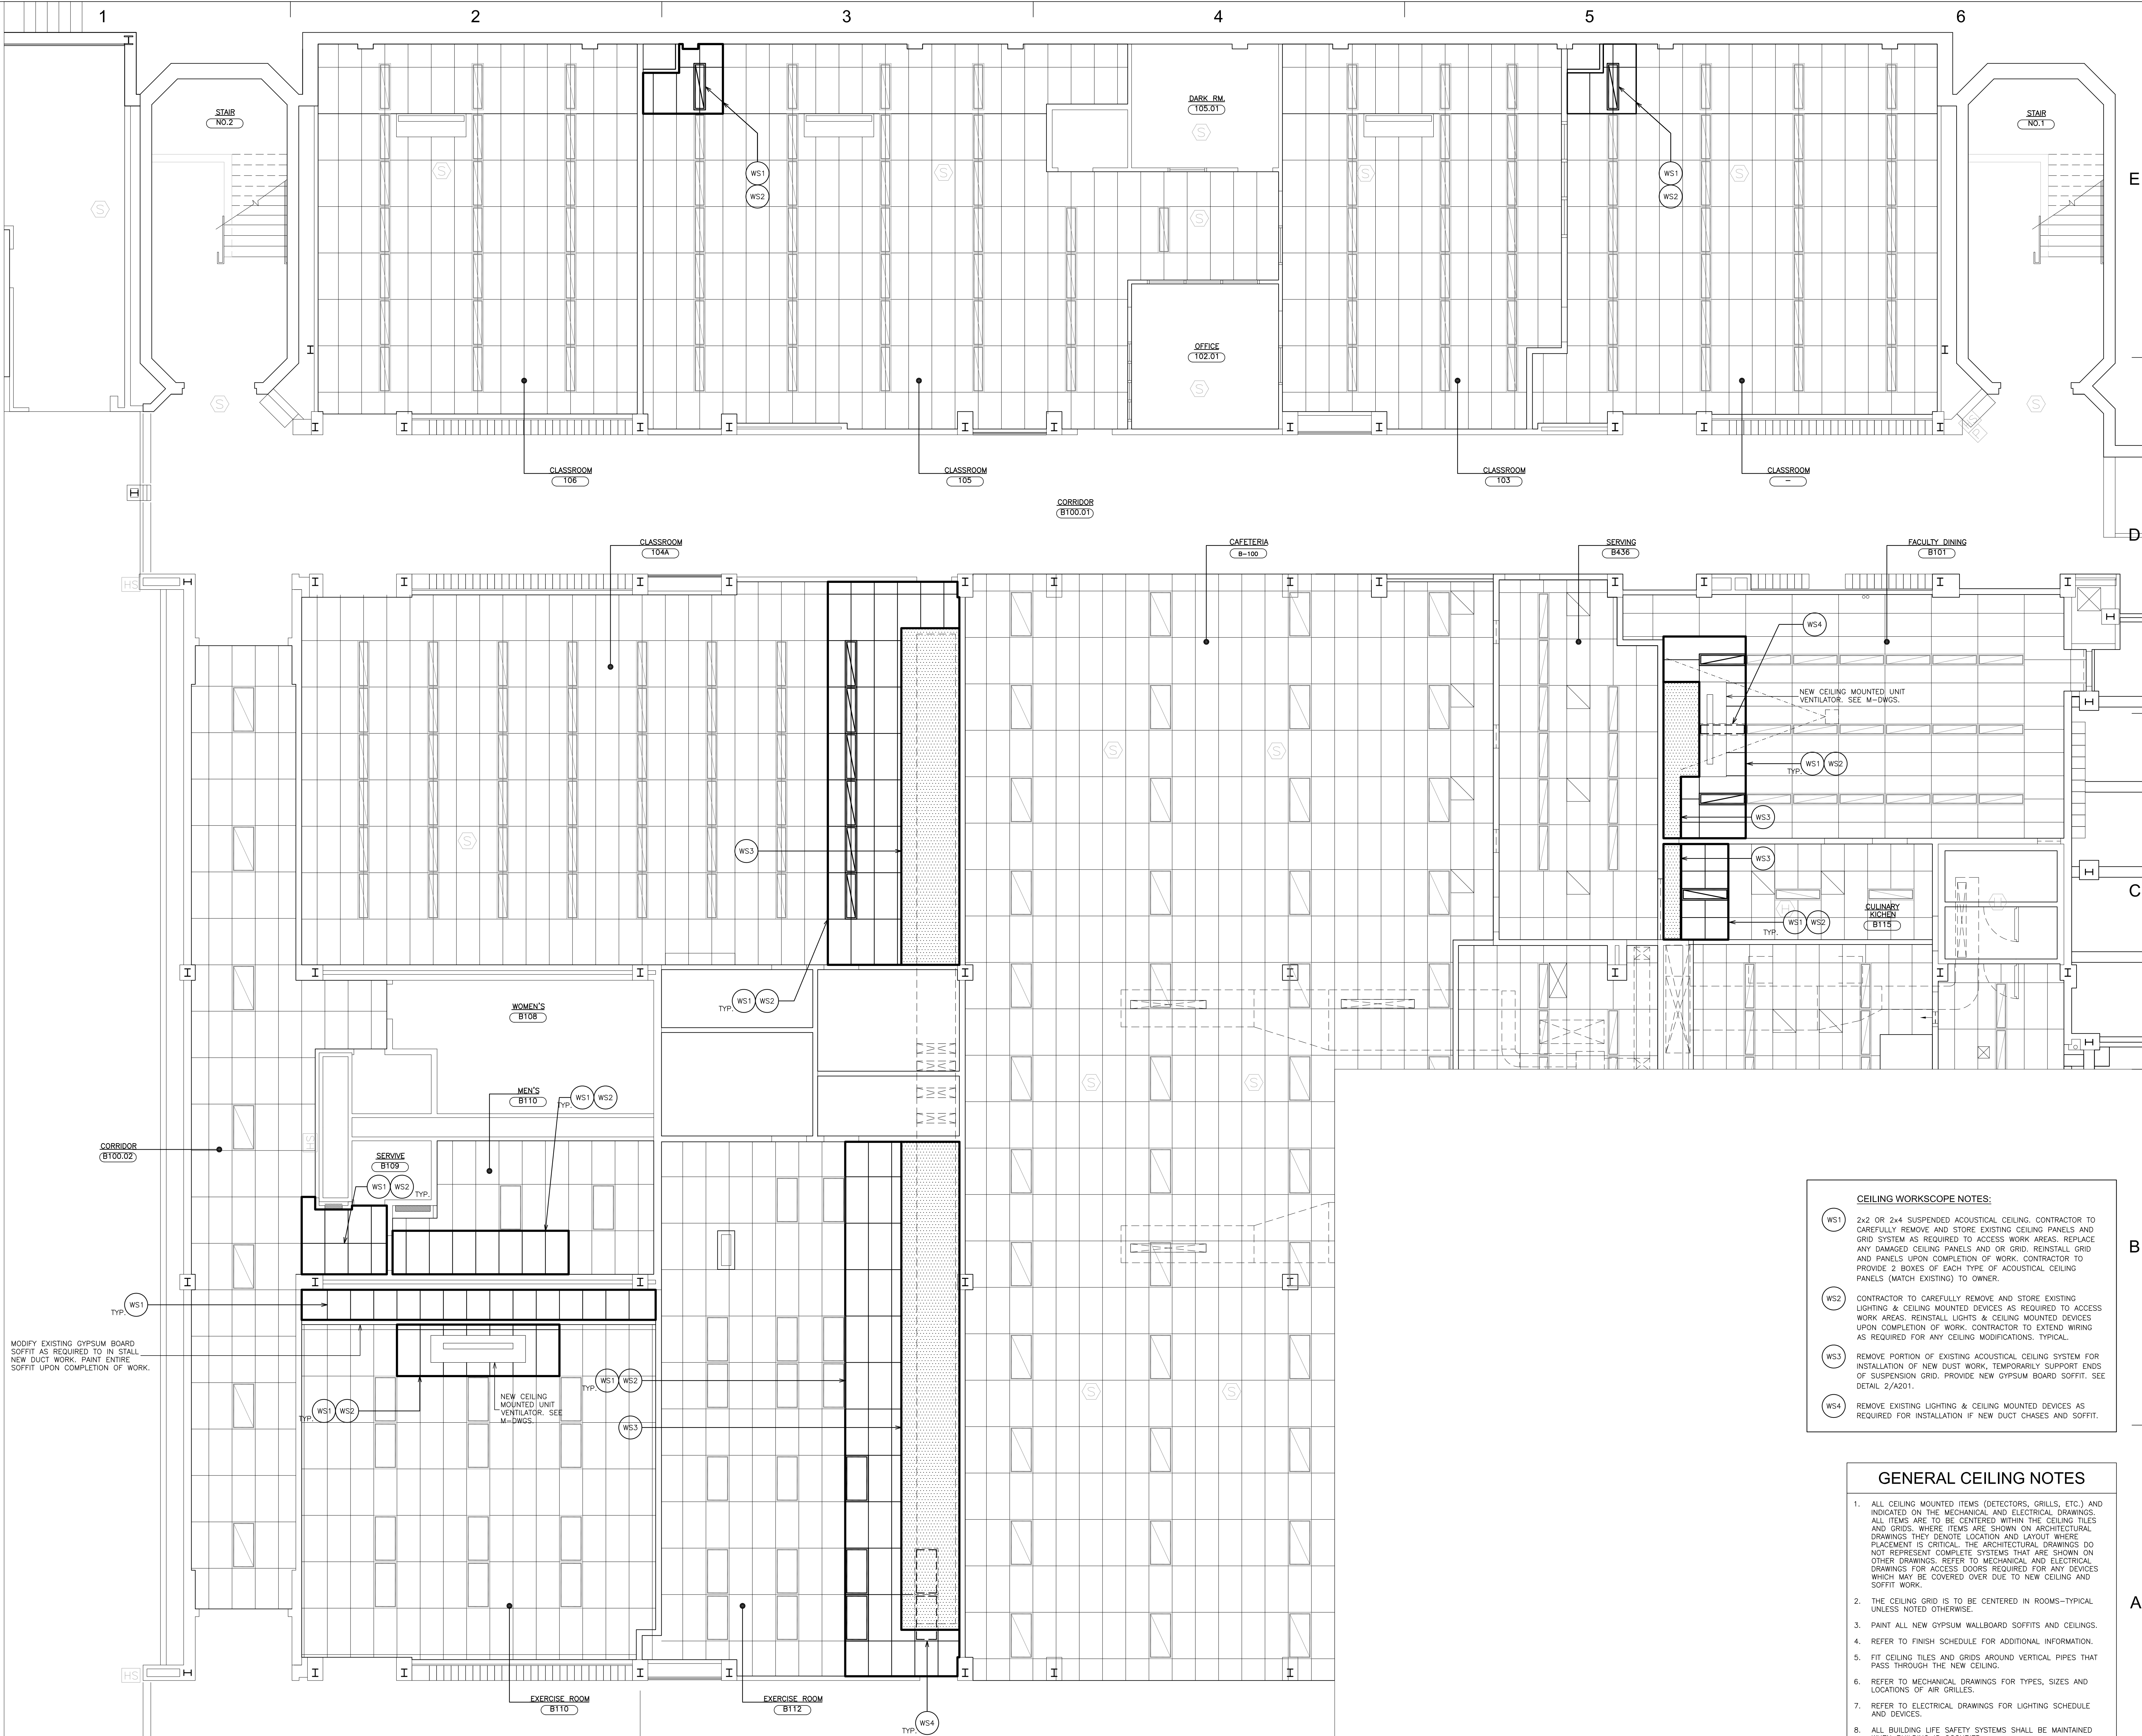 1 2 3 4 5 6
STAIR
NO.2
DARK RM.
105.01
STAIR
NO.1
WS1
WS2
WS1
WS2
E
S
S
S
S
S
S
S
OFFICE
102.01
S
S
S
CLASSROOM
106
CLASSROOM
105
CLASSROOM
103
CLASSROOM
-
CORRIDOR
B100.01
D
CLASSROOM
104A
CAFETERIA
B-100
SERVING
B436
FACULTY DINING
B101
HS
WS4
NEW CEILING MOUNTED UNIT
VENTILATOR. SEE M-DWGS.
S
S
TYP. WS1 WS2
WS3
S
WS3
WS3
C
CULINARY
KICHEN
B115
TYP. WS1 WS2
TYP. WS1 WS2
WOMEN'S
B108
MEN'S
B110
TYP. WS1 WS2
S
S
HS
CORRIDOR
B100.02
SERVIVE
B109
WS1 WS2 TYP.
TYP. WS1
MODIFY EXISTING GYPSUM BOARD
SOFFIT AS REQUIRED TO IN STALL
NEW DUCT WORK. PAINT ENTIRE
SOFFIT UPON COMPLETION OF WORK.
TYP. WS1 WS2
NEW CEILING
MOUNTED UNIT
VENTILATOR. SEE
M-DWGS.
TYP. WS1 WS2
WS3
S
S
HS
EXERCISE ROOM
B110
EXERCISE ROOM
B112
TYP. WS4
CEILING WORKSCOPE NOTES:
WS1 2x2 OR 2x4 SUSPENDED ACOUSTICAL CEILING. CONTRACTOR TO
CAREFULLY REMOVE AND STORE EXISTING CEILING PANELS AND
GRID SYSTEM AS REQUIRED TO ACCESS WORK AREAS. REPLACE
ANY DAMAGED CEILING PANELS AND OR GRID. REINSTALL GRID
AND PANELS UPON COMPLETION OF WORK. CONTRACTOR TO
PROVIDE 2 BOXES OF EACH TYPE OF ACOUSTICAL CEILING
PANELS (MATCH EXISTING) TO OWNER.
B
WS2 CONTRACTOR TO CAREFULLY REMOVE AND STORE EXISTING
LIGHTING & CEILING MOUNTED DEVICES AS REQUIRED TO ACCESS
WORK AREAS. REINSTALL LIGHTS & CEILING MOUNTED DEVICES
UPON COMPLETION OF WORK. CONTRACTOR TO EXTEND WIRING
AS REQUIRED FOR ANY CEILING MODIFICATIONS. TYPICAL.
WS3 REMOVE PORTION OF EXISTING ACOUSTICAL CEILING SYSTEM FOR
INSTALLATION OF NEW DUST WORK, TEMPORARILY SUPPORT ENDS
OF SUSPENSION GRID. PROVIDE NEW GYPSUM BOARD SOFFIT. SEE
DETAIL 2/A201.
WS4 REMOVE EXISTING LIGHTING & CEILING MOUNTED DEVICES AS
REQUIRED FOR INSTALLATION IF NEW DUCT CHASES AND SOFFIT.
GENERAL CEILING NOTES
1. ALL CEILING MOUNTED ITEMS (DETECTORS, GRILLS, ETC.) AND
INDICATED ON THE MECHANICAL AND ELECTRICAL DRAWINGS.
ALL ITEMS ARE TO BE CENTERED WITHIN THE CEILING TILES
AND GRIDS. WHERE ITEMS ARE SHOWN ON ARCHITECTURAL
DRAWINGS THEY DENOTE LOCATION AND LAYOUT WHERE
PLACEMENT IS CRITICAL. THE ARCHITECTURAL DRAWINGS DO
NOT REPRESENT COMPLETE SYSTEMS THAT ARE SHOWN ON
OTHER DRAWINGS. REFER TO MECHANICAL AND ELECTRICAL
DRAWINGS FOR ACCESS DOORS REQUIRED FOR ANY DEVICES
WHICH MAY BE COVERED OVER DUE TO NEW CEILING AND
SOFFIT WORK.
A
2. THE CEILING GRID IS TO BE CENTERED IN ROOMS-TYPICAL
UNLESS NOTED OTHERWISE.
3. PAINT ALL NEW GYPSUM WALLBOARD SOFFITS AND CEILINGS.
4. REFER TO FINISH SCHEDULE FOR ADDITIONAL INFORMATION.
5. FIT CEILING TILES AND GRIDS AROUND VERTICAL PIPES THAT
PASS THROUGH THE NEW CEILING.
6. REFER TO MECHANICAL DRAWINGS FOR TYPES, SIZES AND
LOCATIONS OF AIR GRILLES.
7. REFER TO ELECTRICAL DRAWINGS FOR LIGHTING SCHEDULE
AND DEVICES.
8. ALL BUILDING LIFE SAFETY SYSTEMS SHALL BE MAINTAINED